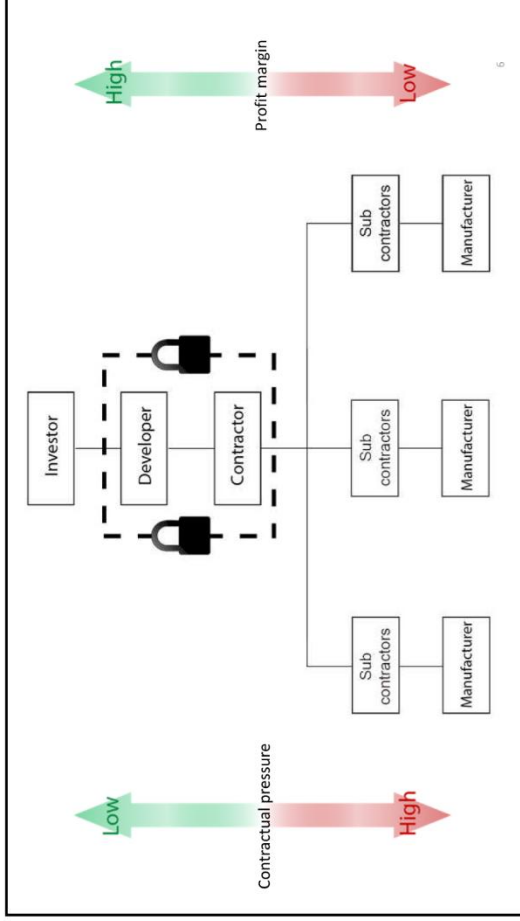 Investor
Developer
Contractor
Low
Contractual pressure
High
High
Profit margin
Low
Sub
contractors
Sub
contractors
Sub
contractors
Manufacturer
Manufacturer
Manufacturer
6